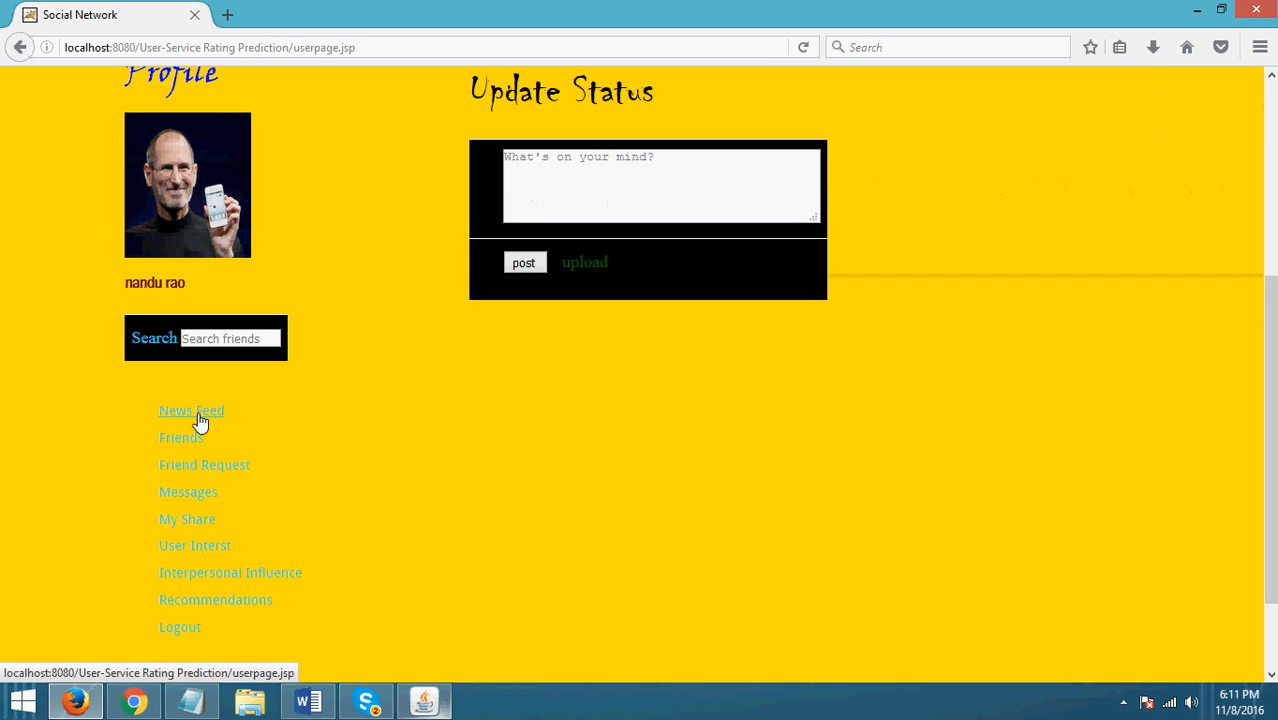 Social Network
localhost:8080/User-Service Rating Prediction/userpage.jsp
Search
Profile
Update Status
What's on your mind?
post upload
nandu rao
Search Search friends
News Feed
Friends
Friend Request
Messages
My Share
User Interst
Interpersonal Influence
Recommendations
Logout
localhost:8080/User-Service Rating Prediction/userpage.jsp
2
6:11 PM
11/8/2016